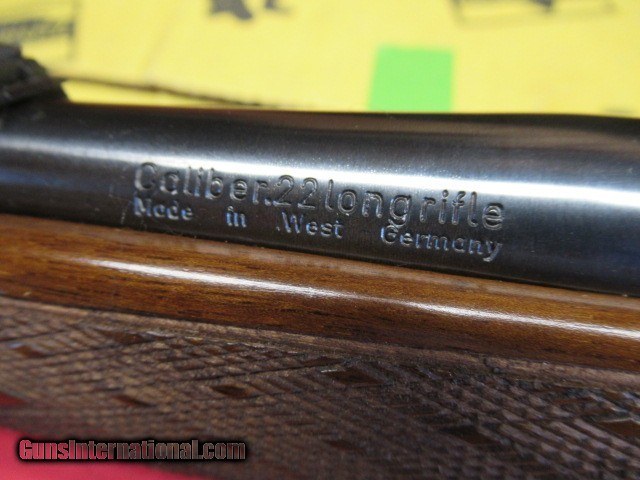 Caliber.22longrifle
Made in West Germany
GunsInternational.com